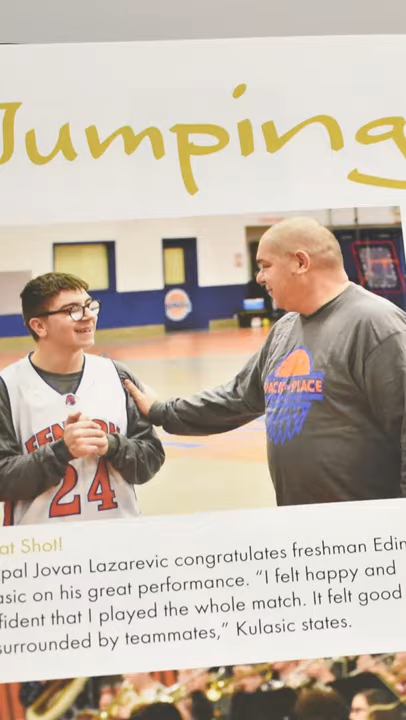 Jumping
FENTON
24
PLACE
at Shot!
pal Jovan Lazarevic congratulates freshman Edin
asic on his great performance. “I felt happy and
fident that I played the whole match. It felt good
surrounded by teammates,” Kulasic states.